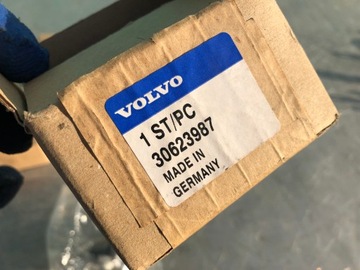 VOLVO
1 ST/PC
30623987
MADE IN
GERMANY